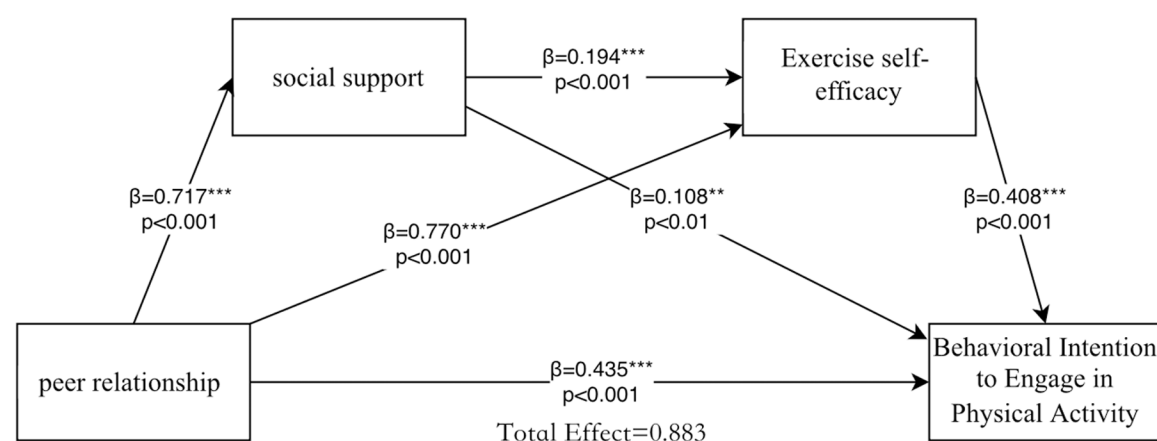 social support
β=0.194***
p<0.001
Exercise self-
efficacy
β=0.717***
p<0.001
β=0.770***
p<0.001
β=0.108**
p<0.01
β=0.408***
p<0.001
peer relationship
β=0.435***
p<0.001
Behavioral Intention
to Engage in
Physical Activity
Total Effect=0.883